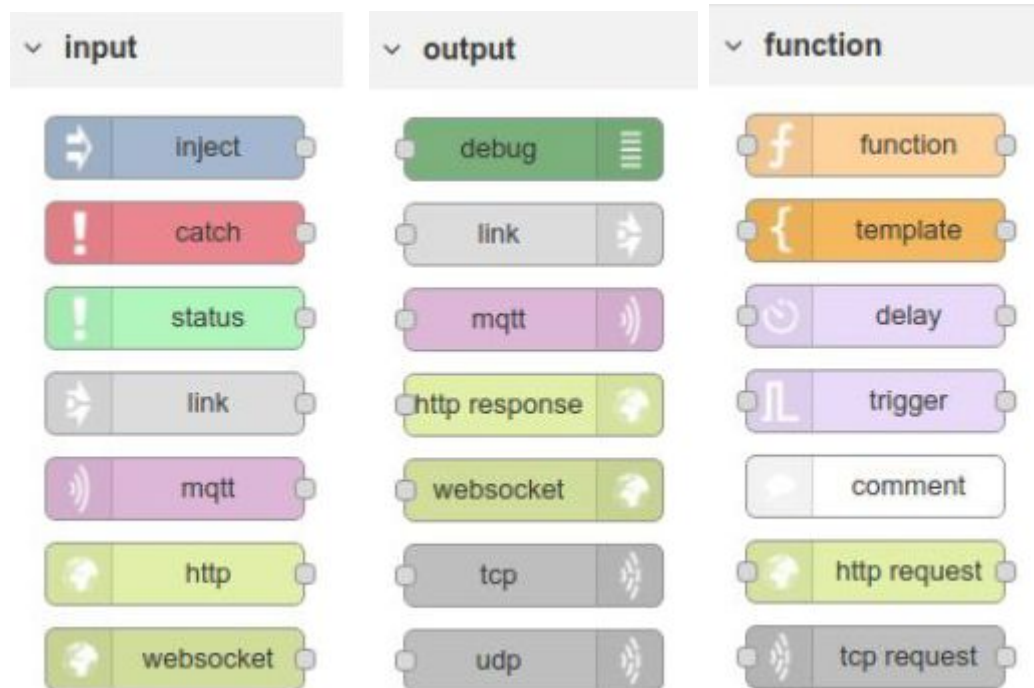 input
inject
catch
status
link
mqtt
http
websocket
output
debug
link
mqtt
http response
websocket
tcp
udp
function
function
template
delay
trigger
comment
http request
tcp request